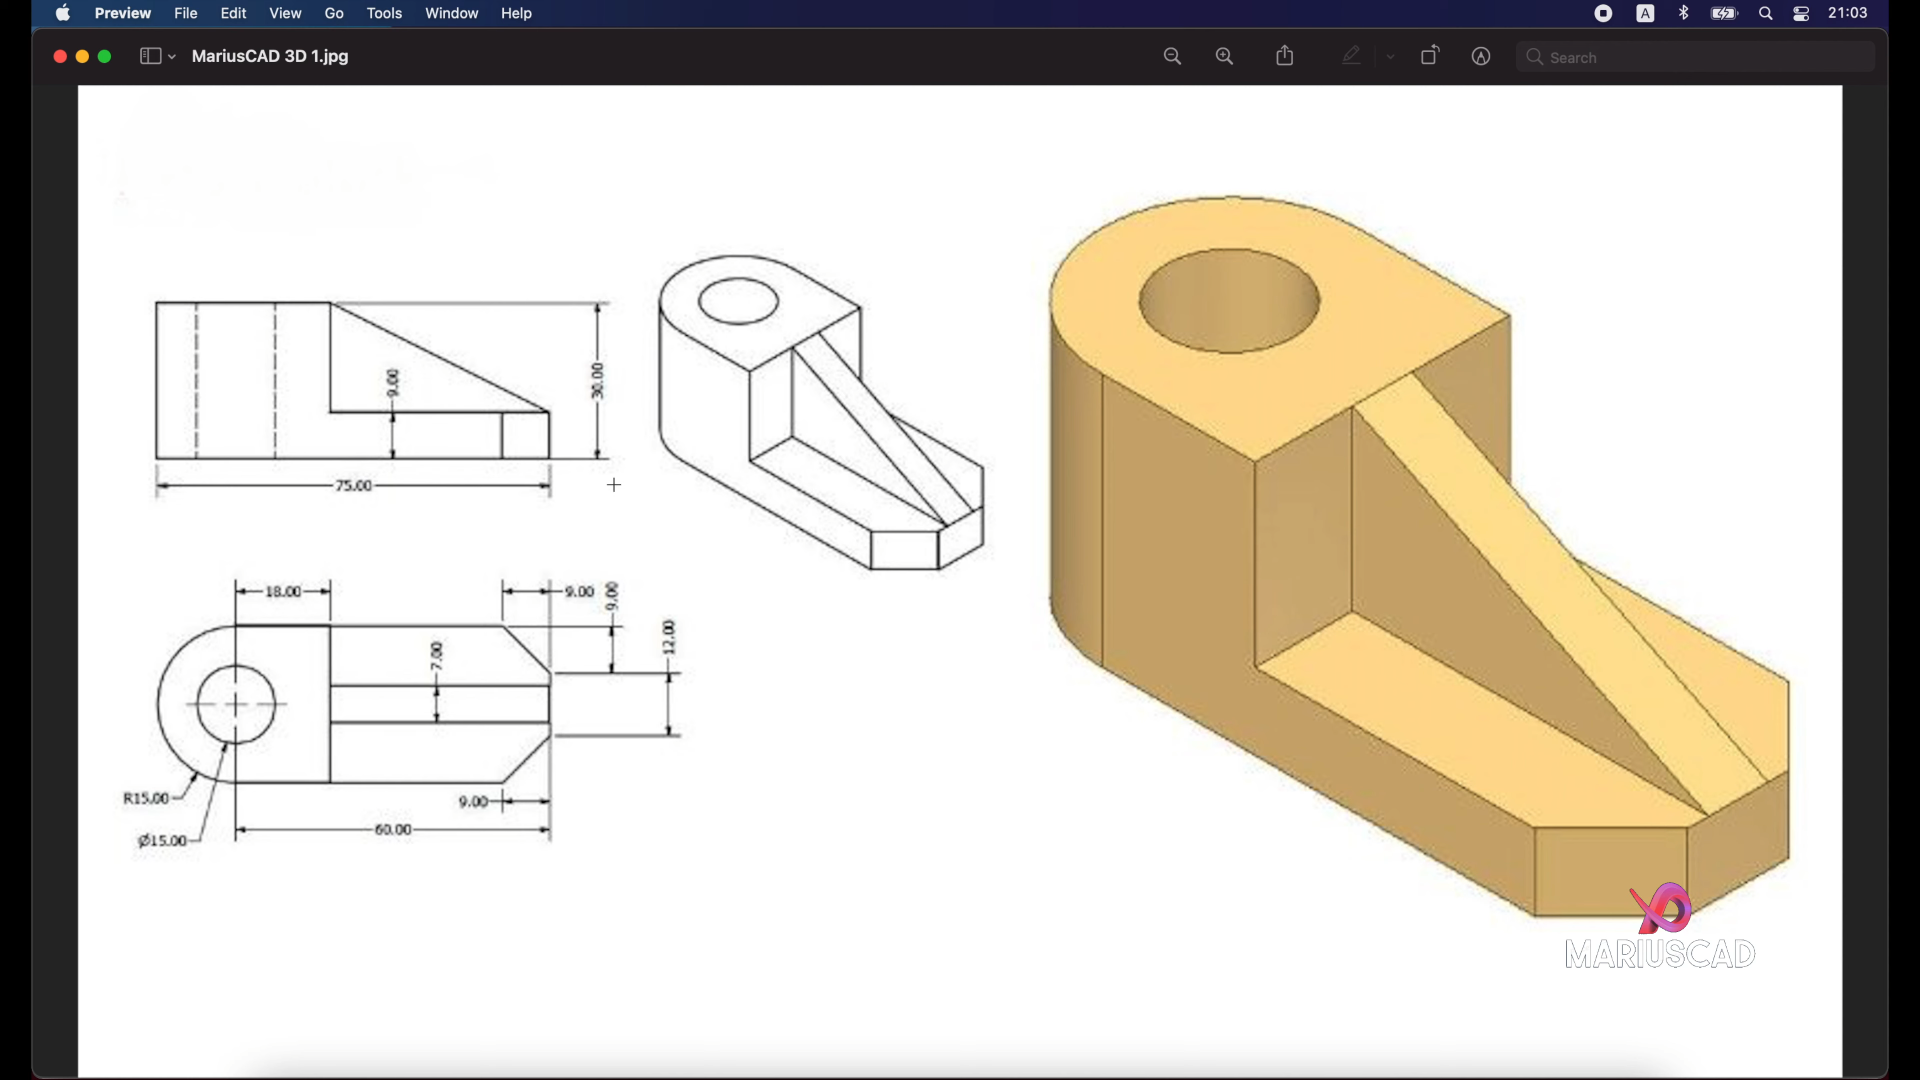 Preview File Edit View Go Tools Window Help A 21:03
MariusCAD 3D 1.jpg Search
9.00
30.00
75.00
18.00 9.00 9.00
12.00
7.00
R15.00 9.00
60.00
Ø15.00
MARIUSCAD